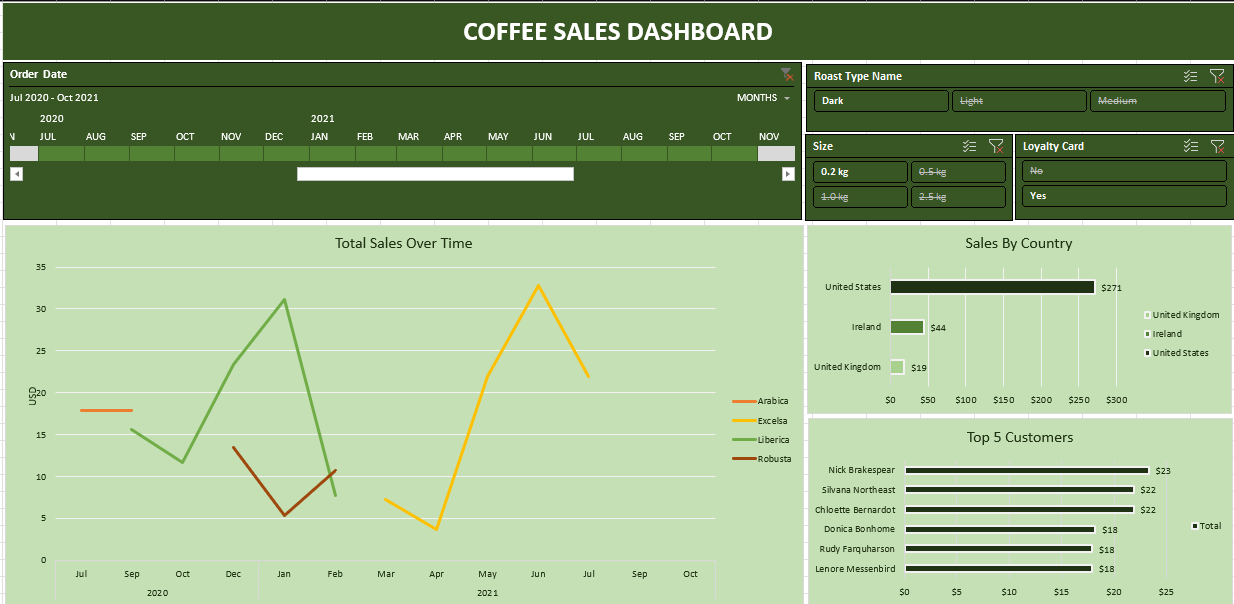 COFFEE SALES DASHBOARD
Order Date
Jul 2020 - Oct 2021
MONTHS
2020 2021
JUL AUG SEP OCT NOV DEC JAN FEB MAR APR MAY JUN JUL AUG SEP OCT NOV
Roast Type Name
Dark Light Medium
Size
0.2 kg 0.5 kg
1.0 kg 2.5 kg
Loyalty Card
No
Yes
Total Sales Over Time
USD
35
30
25
20
15
10
5
0
Jul Sep Oct Dec Jan Feb Mar Apr May Jun Jul Sep Oct
2020 2021
Arabica
Excelsa
Liberica
Robusta
Sales By Country
United States $271
Ireland $44
United Kingdom $19
$0 $50 $100 $150 $200 $250 $300
United Kingdom
Ireland
United States
Top 5 Customers
Nick Brakespear $23
Silvana Northeast $22
Chloette Bernardot $22
Donica Bonhome $18
Rudy Farquharson $18
Lenore Messenbird $18
$0 $5 $10 $15 $20 $25
Total